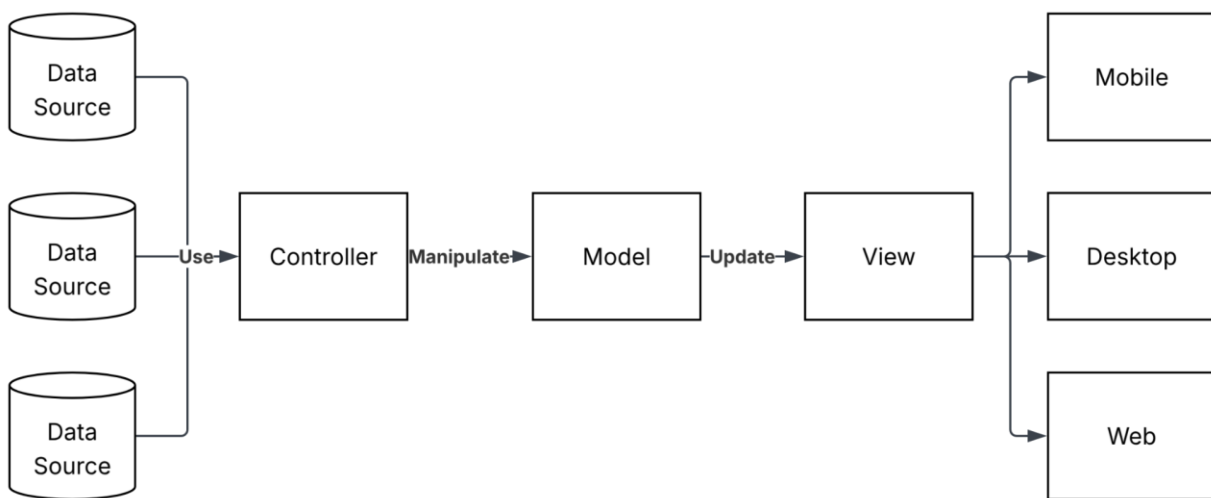 Data
Source
Mobile
Data
Source
Use
Controller
Manipulate
Model
Update
View
Desktop
Data
Source
Web